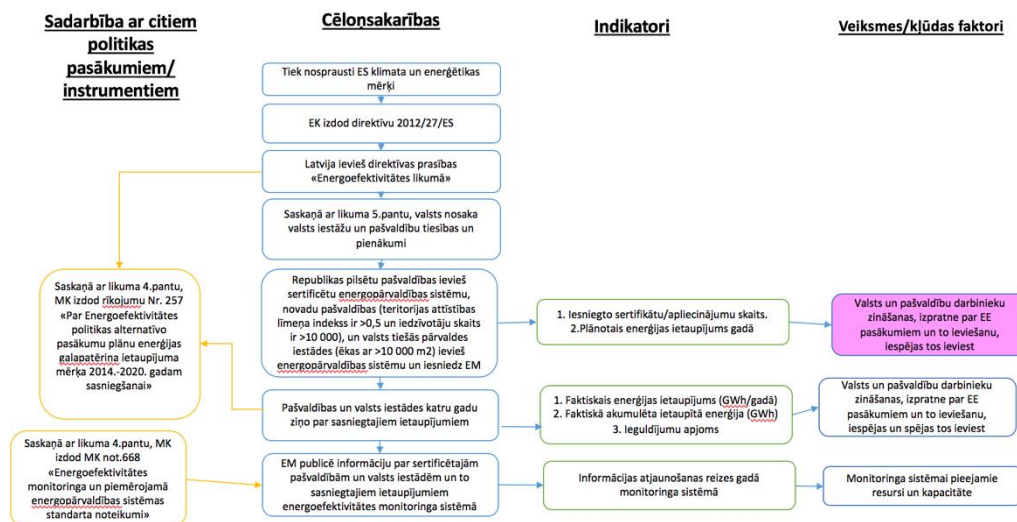 Sadarbība ar citiem
politikas
pasākumiem/
instrumentiem
Cēloņsakarības
Indikatori
Veiksmes/kļūdas faktori
Tiek nosprausti ES klimata un enerģētikas
mērķi
EK izdod direktīvu 2012/27/ES
Latvija ievieš direktīvas prasības
«Energoefektivitātes likumā»
Saskaņā ar likuma 5.pantu, valsts nosaka
valsts iestāžu un pašvaldību tiesības un
pienākumi
Saskaņā ar likuma 4.pantu,
MK izdod rīkojumu Nr. 257
«Par Energoefektivitātes
politikas alternatīvo
pasākumu plānu enerģijas
galapatēriņa ietaupījuma
mērķa 2014.-2020. gadam
sasniegšanai»
Republikas pilsētu pašvaldības ievieš
sertificētu energopārvaldības sistēmu,
novadu pašvaldības (teritorijas attīstības
līmeņa indekss ir >0,5 un iedzīvotāju skaits
ir >10 000), un valsts tiešās pārvaldes
iestādes (ēkas ar >10 000 m2) ievieš
energopārvaldības sistēmu un iesniedz EM
1. Iesniegto sertifikātu/apliecinājumu skaits.
2.Plānotais enerģijas ietaupījums gadā
Valsts un pašvaldību darbinieku
zināšanas, izpratne par EE
pasākumiem un to ieviešanu,
iespējas tos ieviest
Pašvaldības un valsts iestādes katru gadu
ziņo par sasniegtajiem ietaupījumiem
1. Faktiskais enerģijas ietaupījums (GWh/gadā)
2. Faktiskā akumulēta ietaupītā enerģija (GWh)
3. Ieguldījumu apjoms
Valsts un pašvaldību darbinieku
zināšanas, izpratne par EE
pasākumiem un to ieviešanu,
iespējas un spējas tos ieviest
Saskaņā ar likuma 4.pantu, MK
izdod MK not.668
«Energoefektivitātes
monitoringa un piemērojamā
energopārvaldības sistēmas
standarta noteikumi»
EM publicē informāciju par sertificētajām
pašvaldībām un valsts iestādēm un to
sasniegtajiem ietaupījumiem
energoefektivitātes monitoringa sistēmā
Informācijas atjaunošanas reizes gadā
monitoringa sistēmā
Monitoringa sistēmai pieejamie
resursi un kapacitāte